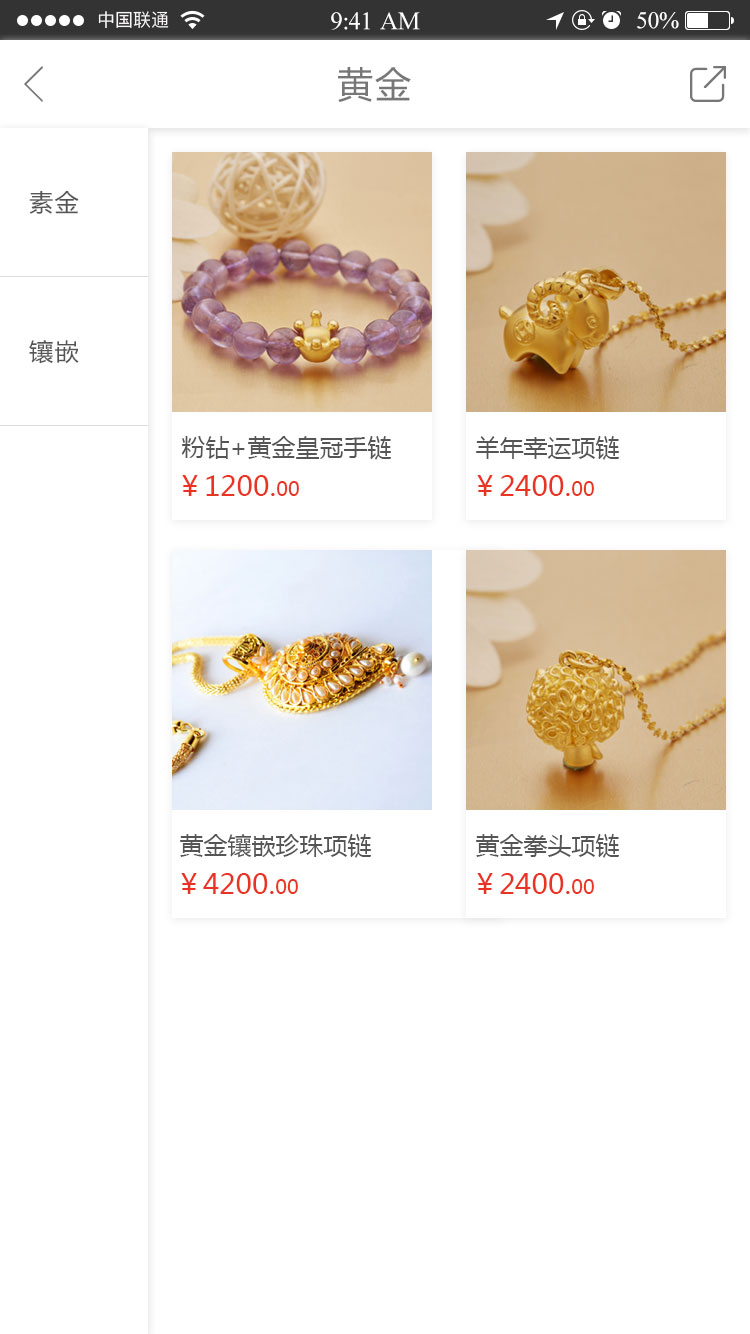 中国联通 9:41 AM 50%
黄金
素金
镶嵌
粉钻+黄金皇冠手链
¥1200.00
羊年幸运项链
¥2400.00
黄金镶嵌珍珠项链
¥4200.00
黄金拳头项链
¥2400.00